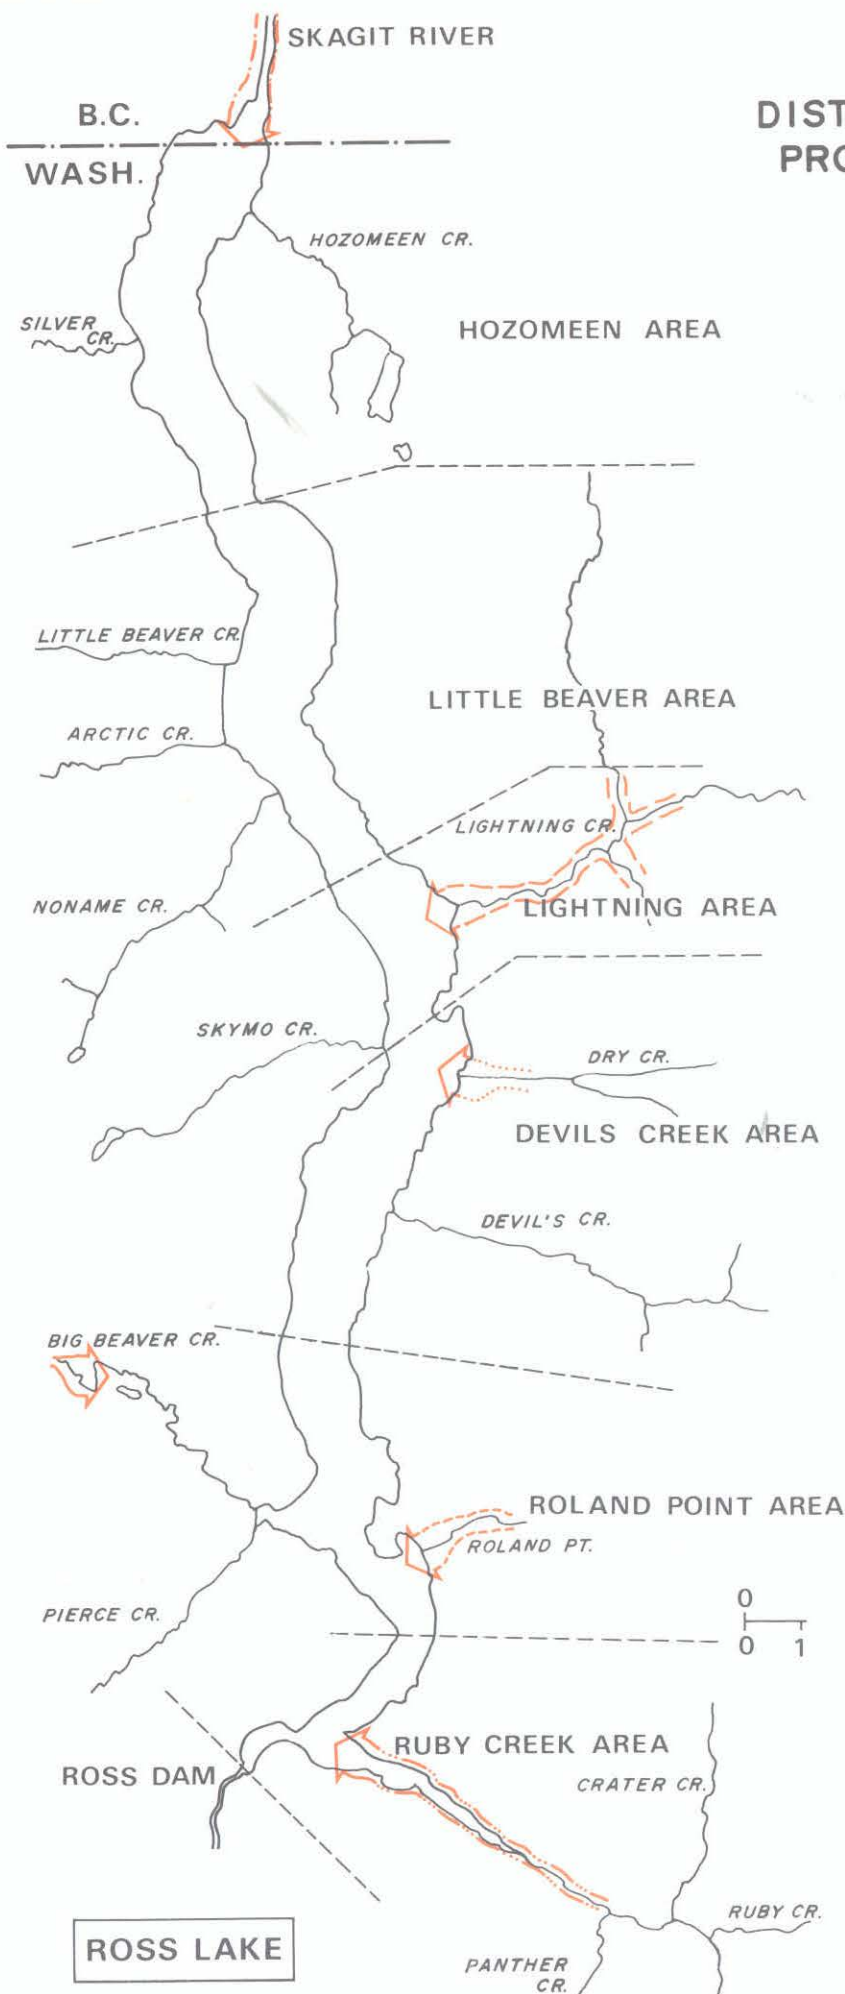 SKAGIT RIVER
B.C.
DIST
WASH.
PRO
HOZOMEEN CR.
SILVER
CR.
HOZOMEEN AREA
LITTLE BEAVER CR.
LITTLE BEAVER AREA
ARCTIC CR.
LIGHTNING CR.
NONAME CR.
LIGHTNING AREA
SKYMO CR.
DRY CR.
DEVILS CREEK AREA
DEVIL'S CR.
BIG BEAVER CR.
ROLAND POINT AREA
ROLAND PT.
PIERCE CR.
0
0 1
RUBY CREEK AREA
ROSS DAM
CRATER CR.
RUBY CR.
ROSS LAKE
PANTHER
CR.